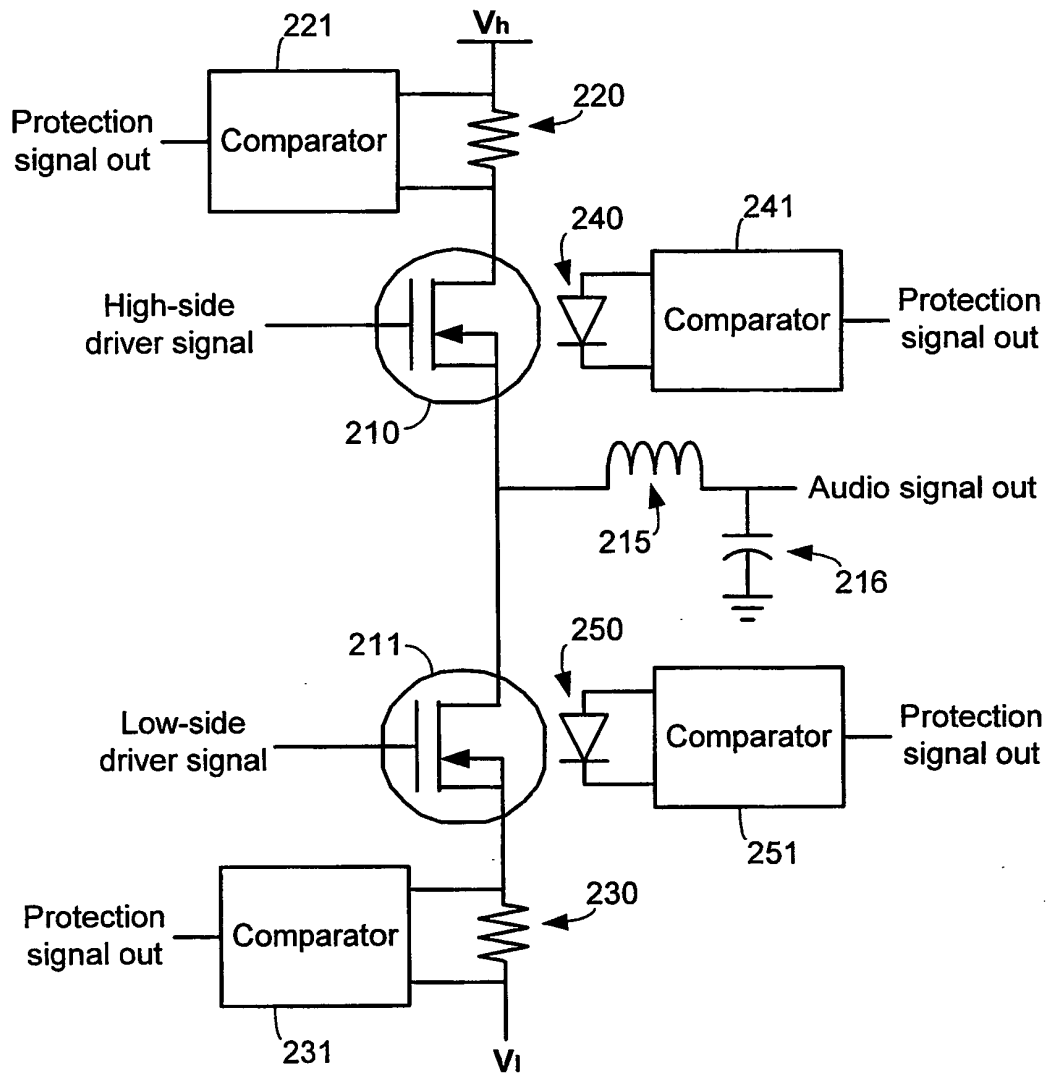 Vh
221
220
Comparator
Protection
signal out
240
241
Comparator
Protection
signal out
High-side
driver signal
210
Audio signal out
215
216
211
250
Low-side
driver signal
Comparator
Protection
signal out
251
230
Comparator
Protection
signal out
231
Vl